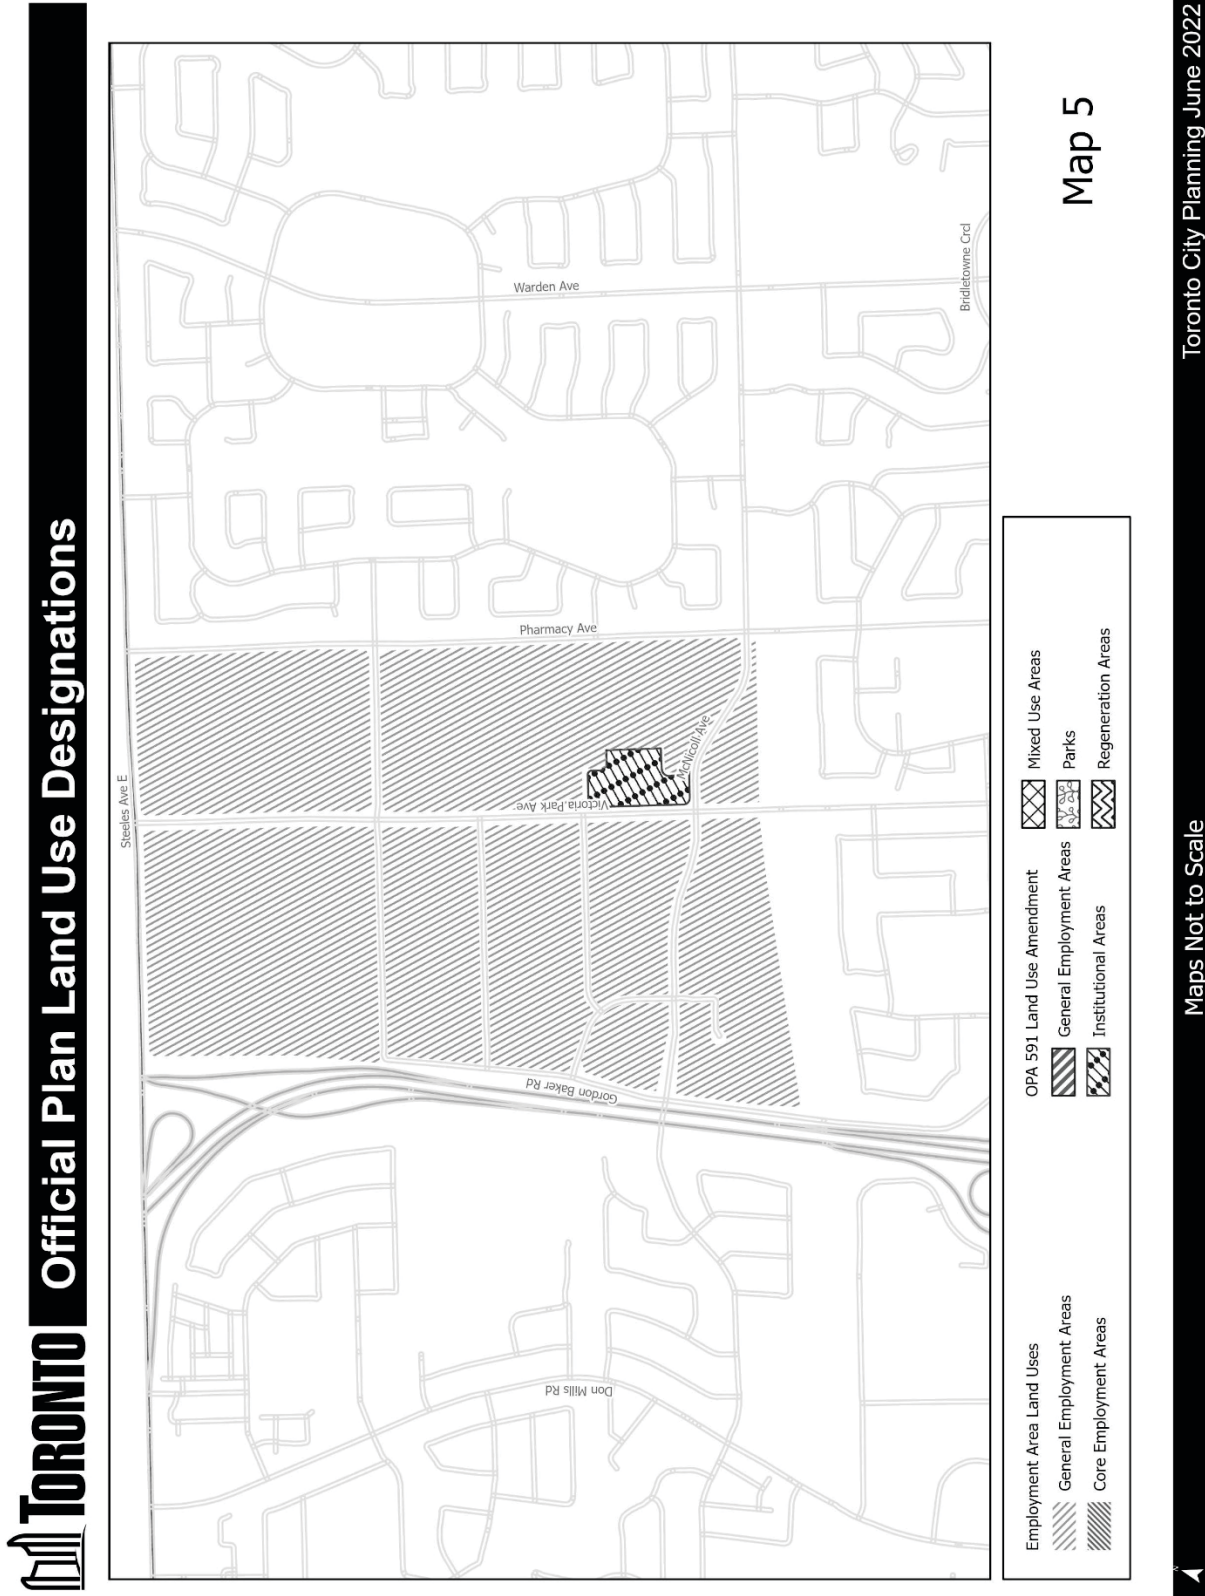 TORONTO
Official Plan Land Use Designations
Steeles Ave E
Warden Ave
Bridletowne Crcl
Pharmacy Ave
Victoria Park Ave
McNicoll Ave
Gordon Baker Rd
Don Mills Rd
Map 5
Employment Area Land Uses
General Employment Areas
Core Employment Areas
OPA 591 Land Use Amendment
General Employment Areas
Institutional Areas
Mixed Use Areas
Parks
Regeneration Areas
N
Maps Not to Scale
Toronto City Planning June 2022